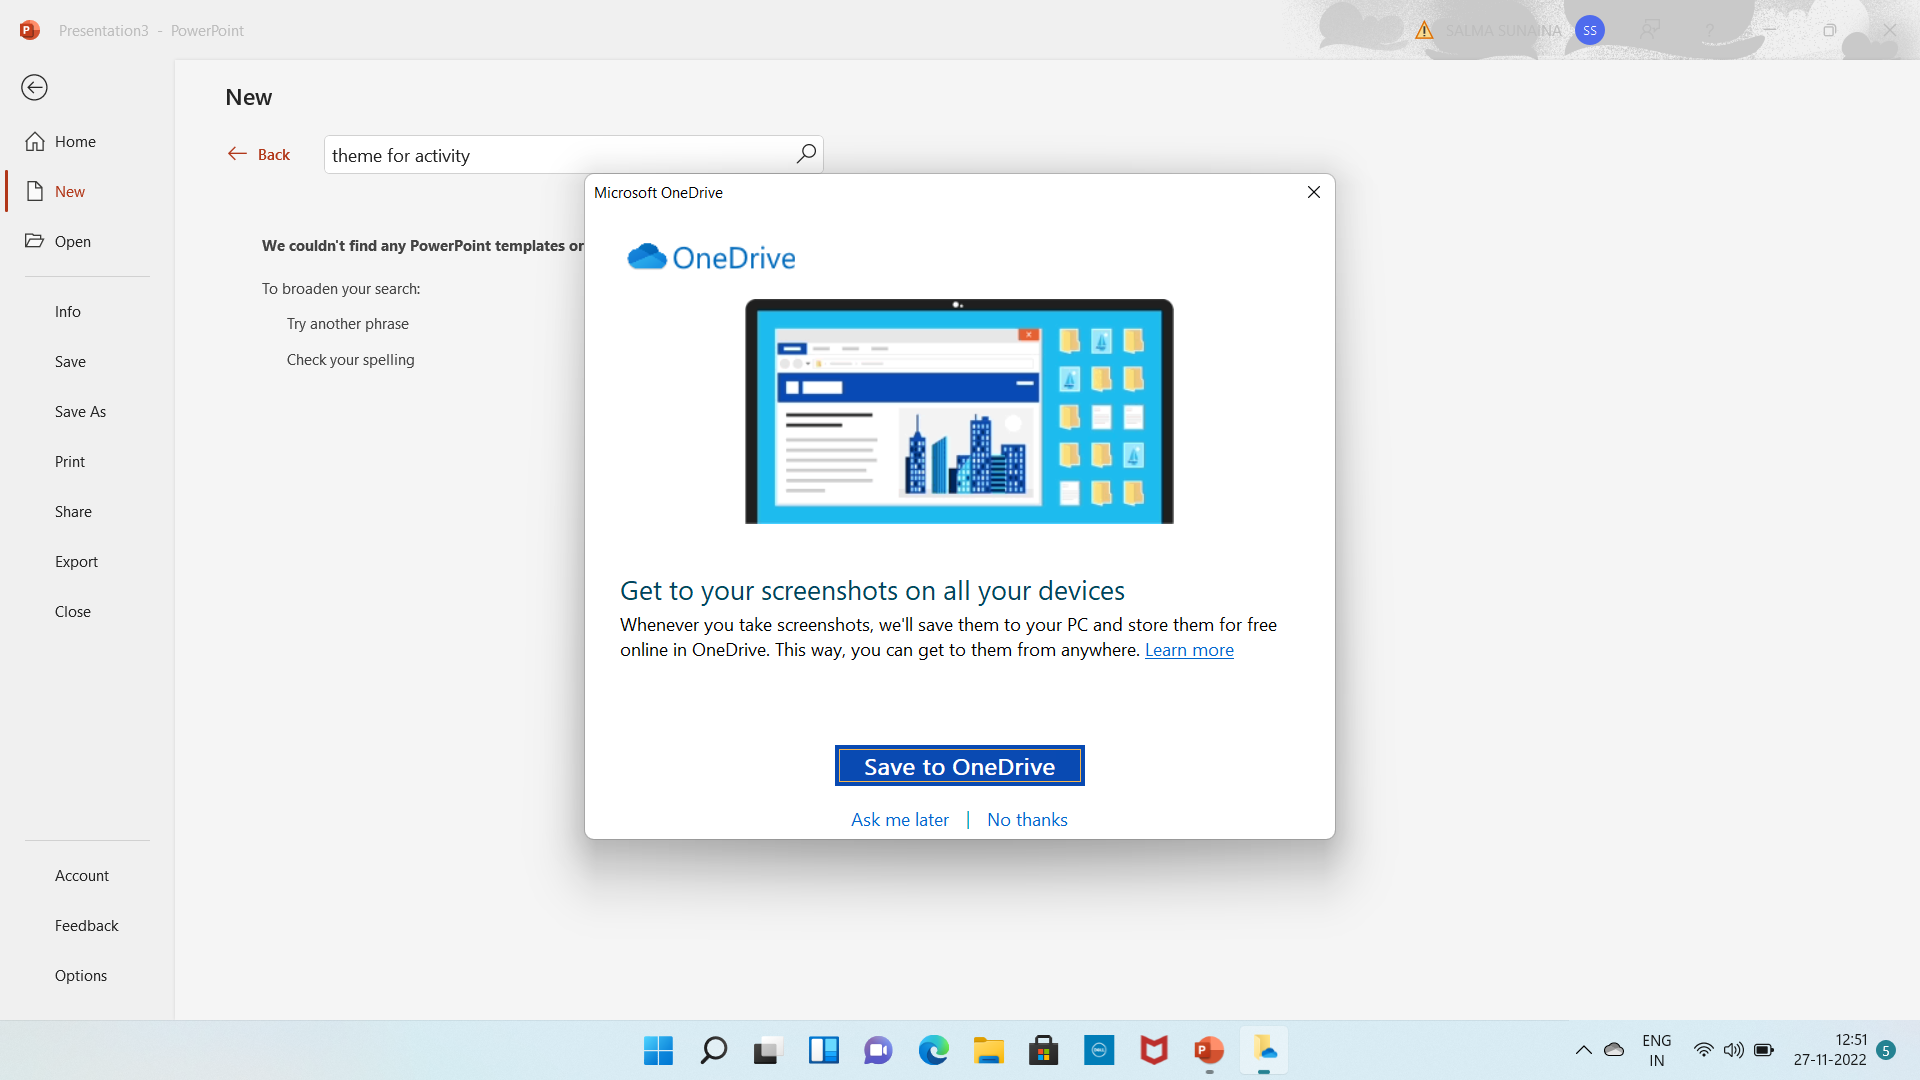 Presentation3 - PowerPoint
SALMA SUNAINA
SS
?
New
Home
Back
theme for activity
New
Open
We couldn't find any PowerPoint templates or
To broaden your search:
Try another phrase
Check your spelling
Info
Save
Save As
Print
Share
Export
Close
Account
Feedback
Options
Microsoft OneDrive
OneDrive
Get to your screenshots on all your devices
Whenever you take screenshots, we'll save them to your PC and store them for free
online in OneDrive. This way, you can get to them from anywhere. Learn more
Save to OneDrive
Ask me later | No thanks
DELL
ENG
IN
12:51
27-11-2022
5